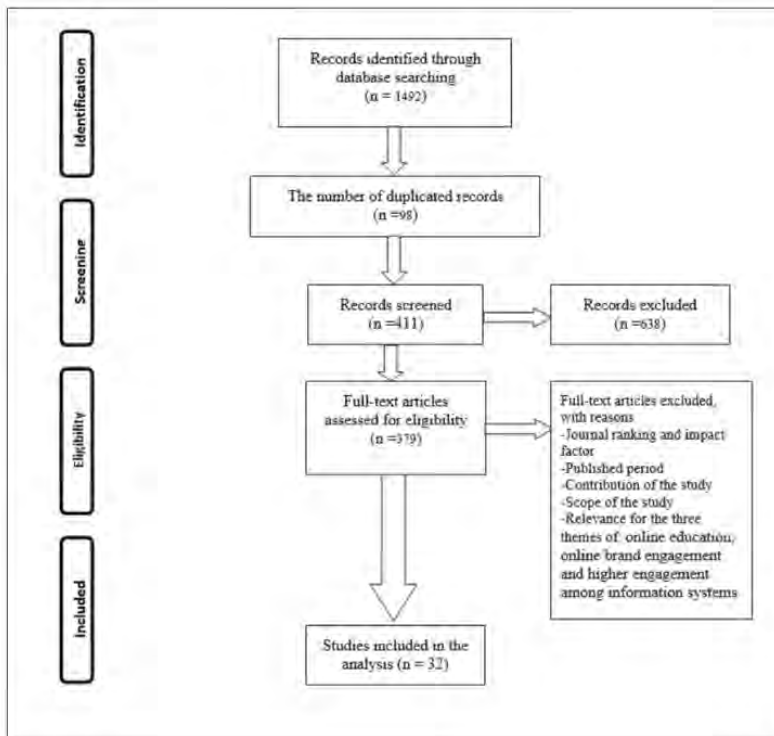 Identification
Records identified through
database searching
(n = 1492)
The number of duplicated records
(n =98)
Screenine
Records screened
(n =411)
Records excluded
(n =638)
Eligibility
Full-text articles
assessed for eligibility
(n =379)
Full-text articles excluded,
with reasons
-Journal ranking and impact
factor
-Published period
-Contribution of the study
-Scope of the study
-Relevance for the three
themes of online education,
online brand engagement
and higher engagement
among information systems
Included
Studies included in the
analysis (n = 32)